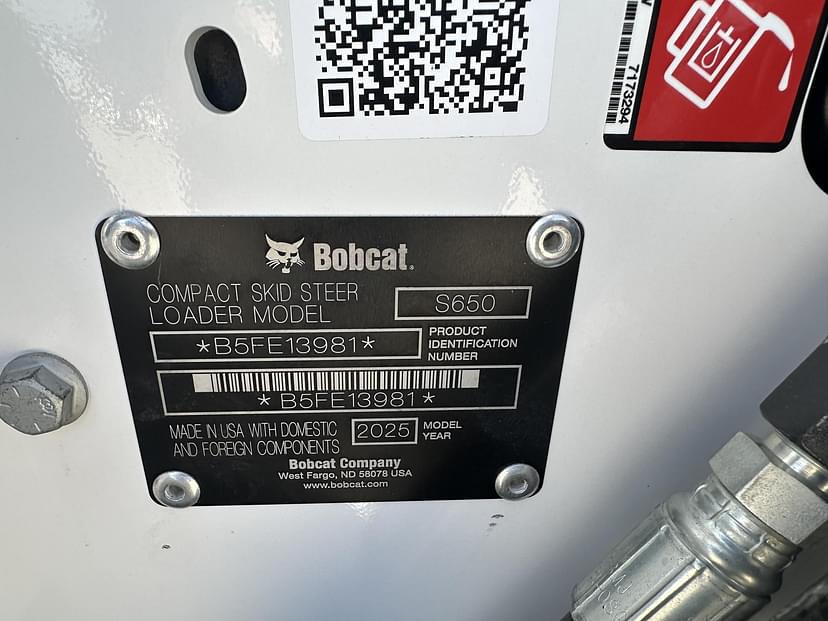 7173294
Bobcat®
COMPACT SKID STEER
LOADER MODEL
S650
*B5FE13981*
PRODUCT
IDENTIFICATION
NUMBER
*B5FE13981*
MADE IN USA WITH DOMESTIC
AND FOREIGN COMPONENTS
2025
MODEL
YEAR
Bobcat Company
West Fargo, ND 58078 USA
www.bobcat.com